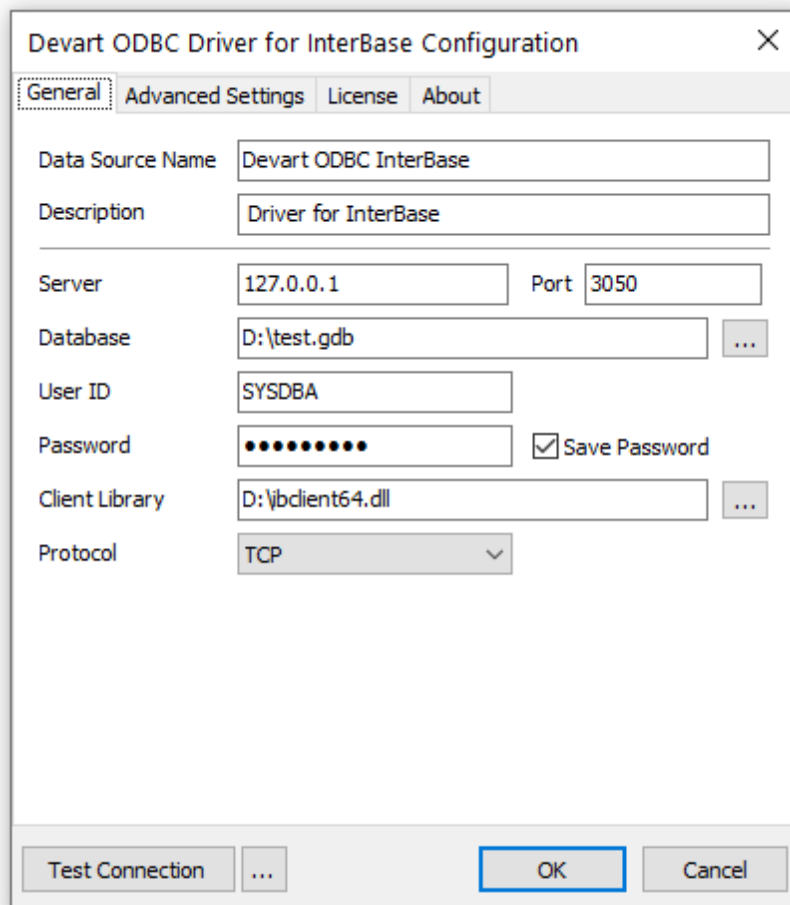 Devart ODBC Driver for InterBase Configuration
General Advanced Settings License About
Data Source Name Devart ODBC InterBase
Description Driver for InterBase
Server 127.0.0.1 Port 3050
Database D:\test.gdb ...
User ID SYSDBA
Password ●●●●●●●●● Save Password
Client Library D:\ibclient64.dll ...
Protocol TCP
Test Connection ... OK Cancel